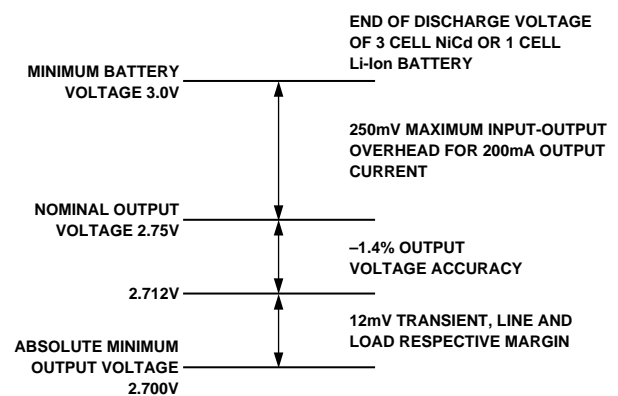 END OF DISCHARGE VOLTAGE
OF 3 CELL NiCd OR 1 CELL
Li-Ion BATTERY
MINIMUM BATTERY
VOLTAGE 3.0V
250mV MAXIMUM INPUT-OUTPUT
OVERHEAD FOR 200mA OUTPUT
CURRENT
NOMINAL OUTPUT
VOLTAGE 2.75V
–1.4% OUTPUT
VOLTAGE ACCURACY
2.712V
12mV TRANSIENT, LINE AND
LOAD RESPECTIVE MARGIN
ABSOLUTE MINIMUM
OUTPUT VOLTAGE
2.700V